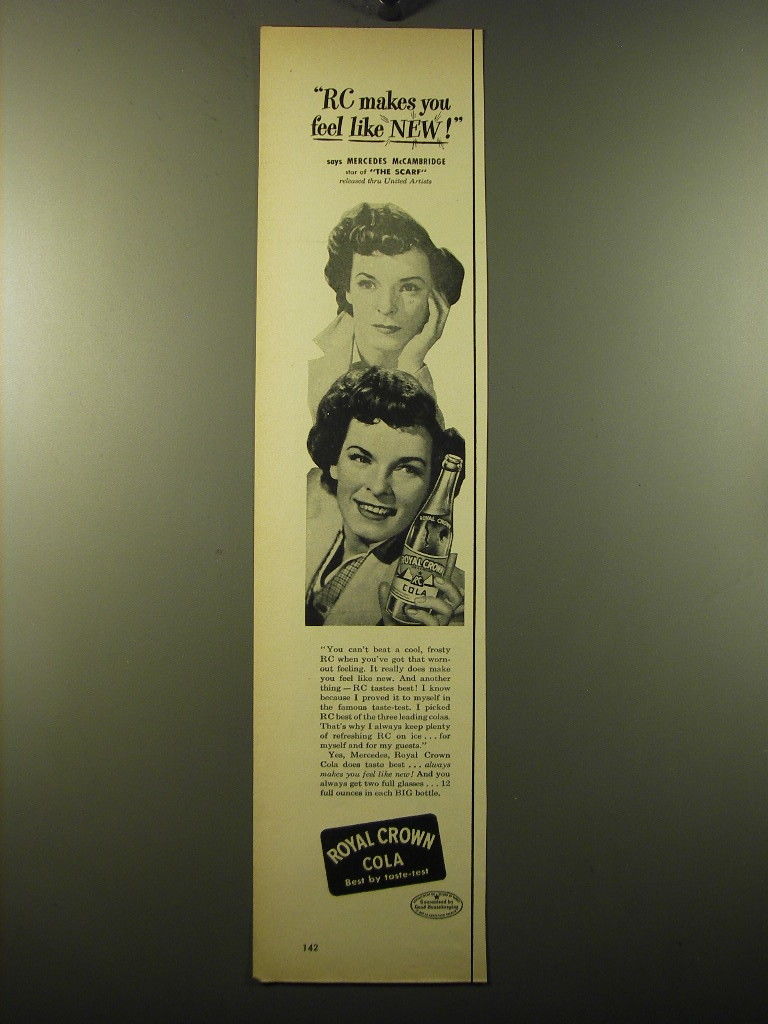 "RC makes you
feel like NEW!"
says MERCEDES McCAMBRIDGE
star of "THE SCARF"
released thru United Artists
ROYAL CROWN
ROYAL CROWN
RC
COLA
"You can't beat a cool, frosty
RC when you've got that worn-
out feeling. It really does make
you feel like new. And another
thing — RC tastes best! I know
because I proved it to myself in
the famous taste-test. I picked
RC best of the three leading colas.
That's why I always keep plenty
of refreshing RC on ice . . . for
myself and for my guests."
Yes, Mercedes, Royal Crown
Cola does taste best . . . always
makes you feel like new! And you
always get two full glasses . . . 12
full ounces in each BIG bottle.
ROYAL CROWN
COLA
Best by taste-test
Guaranteed by
Good Housekeeping
142